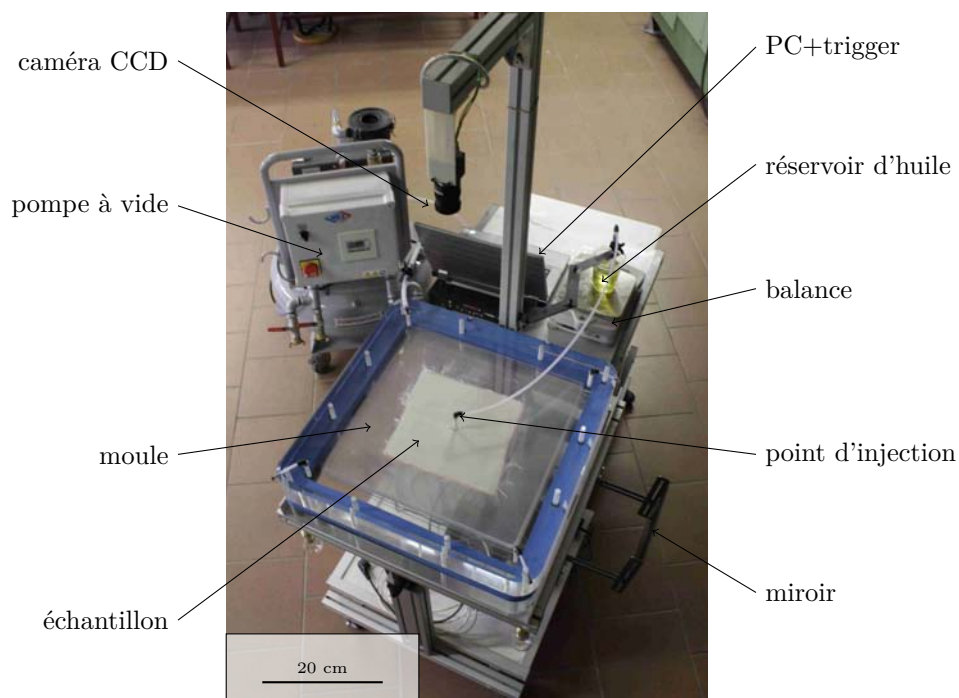 caméra CCD
pompe à vide
moule
échantillon
PC+trigger
réservoir d'huile
balance
point d'injection
miroir
20 cm